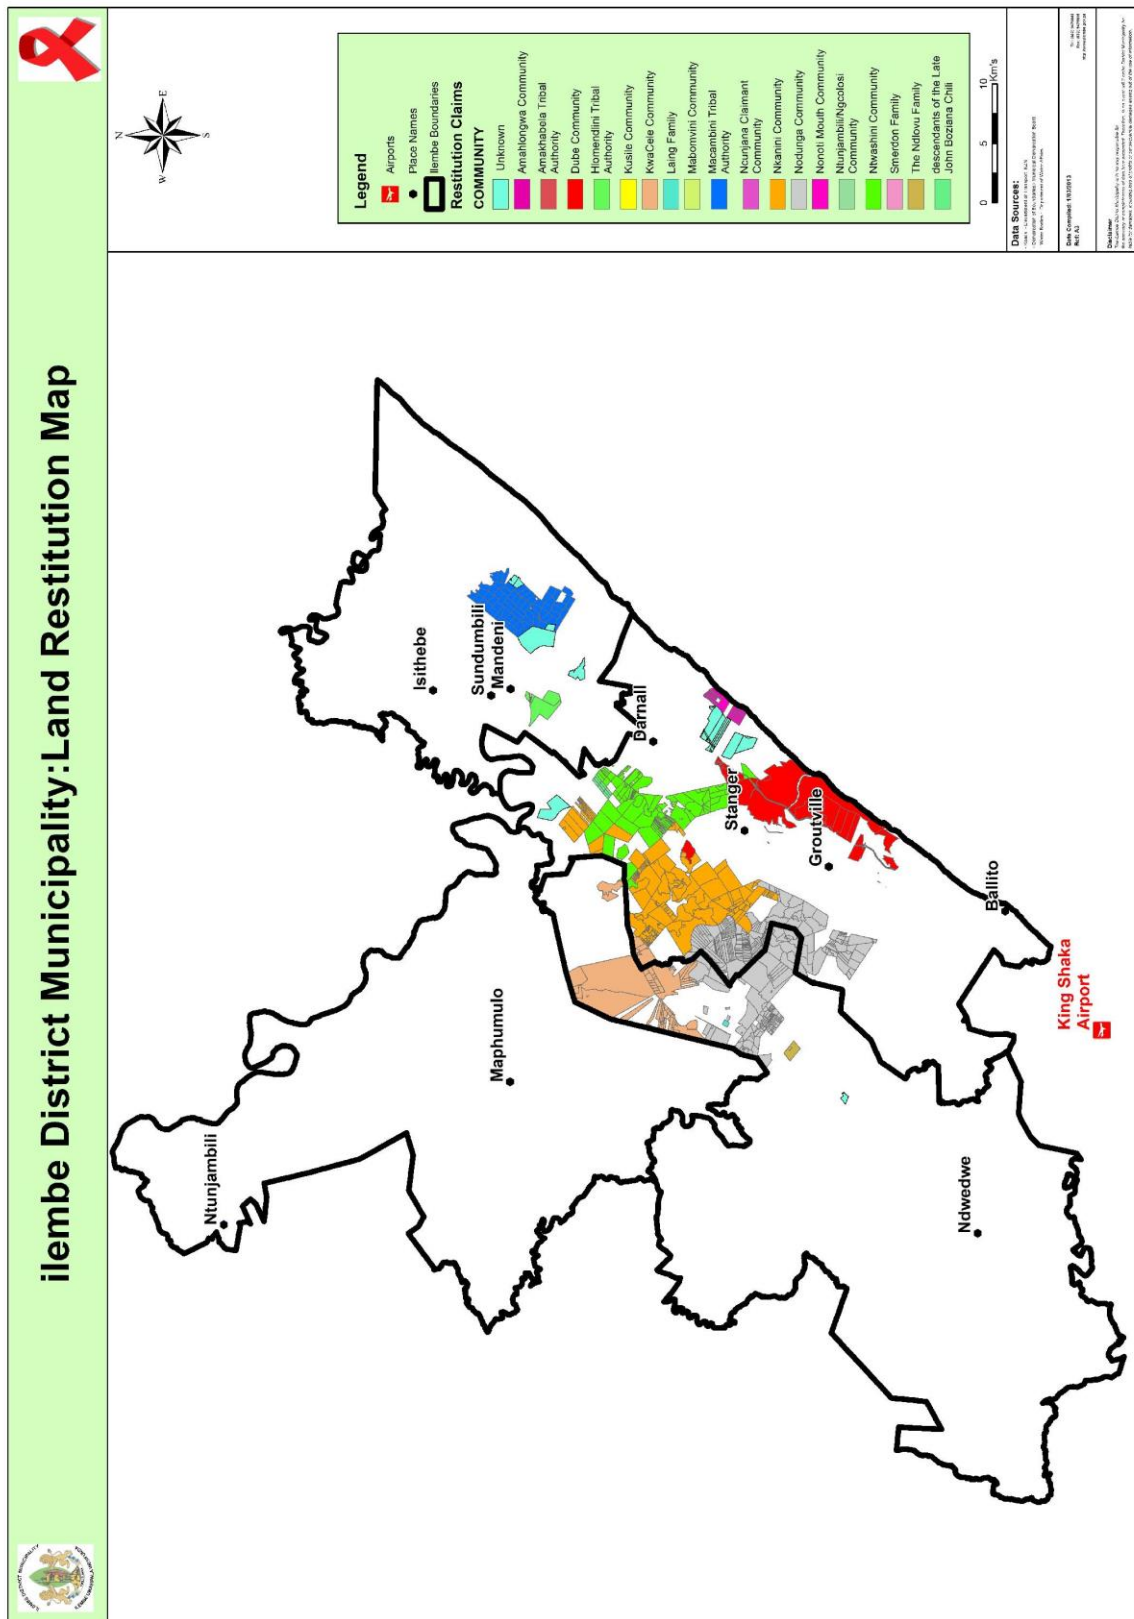 ilembe District Municipality:Land Restitution Map
N
E
S
W
Legend
Airports
Place Names
Ilembe Boundaries
Restitution Claims
COMMUNITY
Unknown
Amahlongwa Community
Amakhabela Tribal
Authority
Dube Community
Hlomendlini Tribal
Authority
Kusile Community
KwaCele Community
Laing Family
Mabomvini Community
Macambini Tribal
Authority
Ncunjana Claimant
Community
Nkanini Community
Nodunga Community
Nonoti Mouth Community
Ntunjambili/Ngcolosi
Community
Ntwashini Community
Smerdon Family
The Ndlovu Family
descendants of the Late
John Boziana Chili
0 5 10
Km's
Data Sources:
Disclaimer
Ntunjambili
Maphumulo
Isithebe
Sundumbili
Mandeni
Darnall
Stanger
Groutville
Ballito
King Shaka
Airport
Ndwedwe